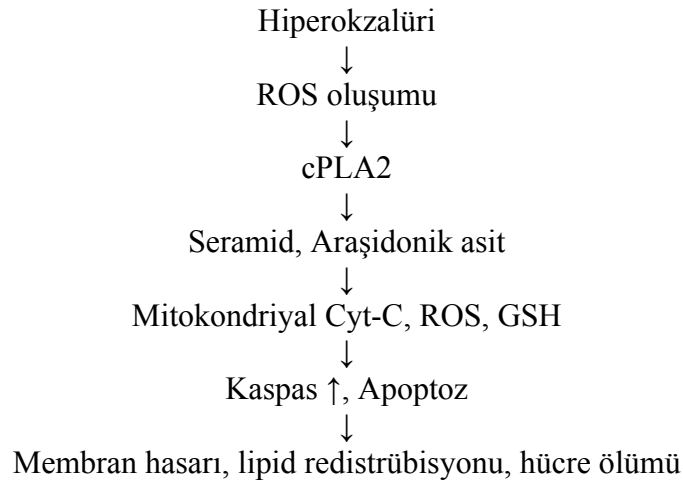 Hiperokzalüri
↓
ROS oluşumu
↓
cPLA2
↓
Seramid, Araşidonik asit
↓
Mitokondriyal Cyt-C, ROS, GSH
↓
Kaspas ↑, Apoptoz
↓
Membran hasarı, lipid redistrübisyonu, hücre ölümü